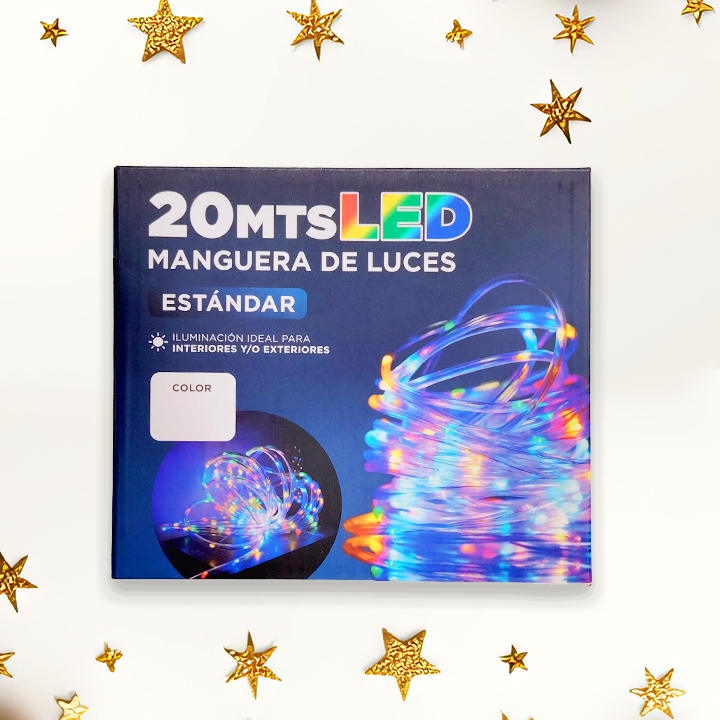 20MTS LED
MANGUERA DE LUCES
ESTÁNDAR
ILUMINACIÓN IDEAL PARA
INTERIORES Y/O EXTERIORES
COLOR